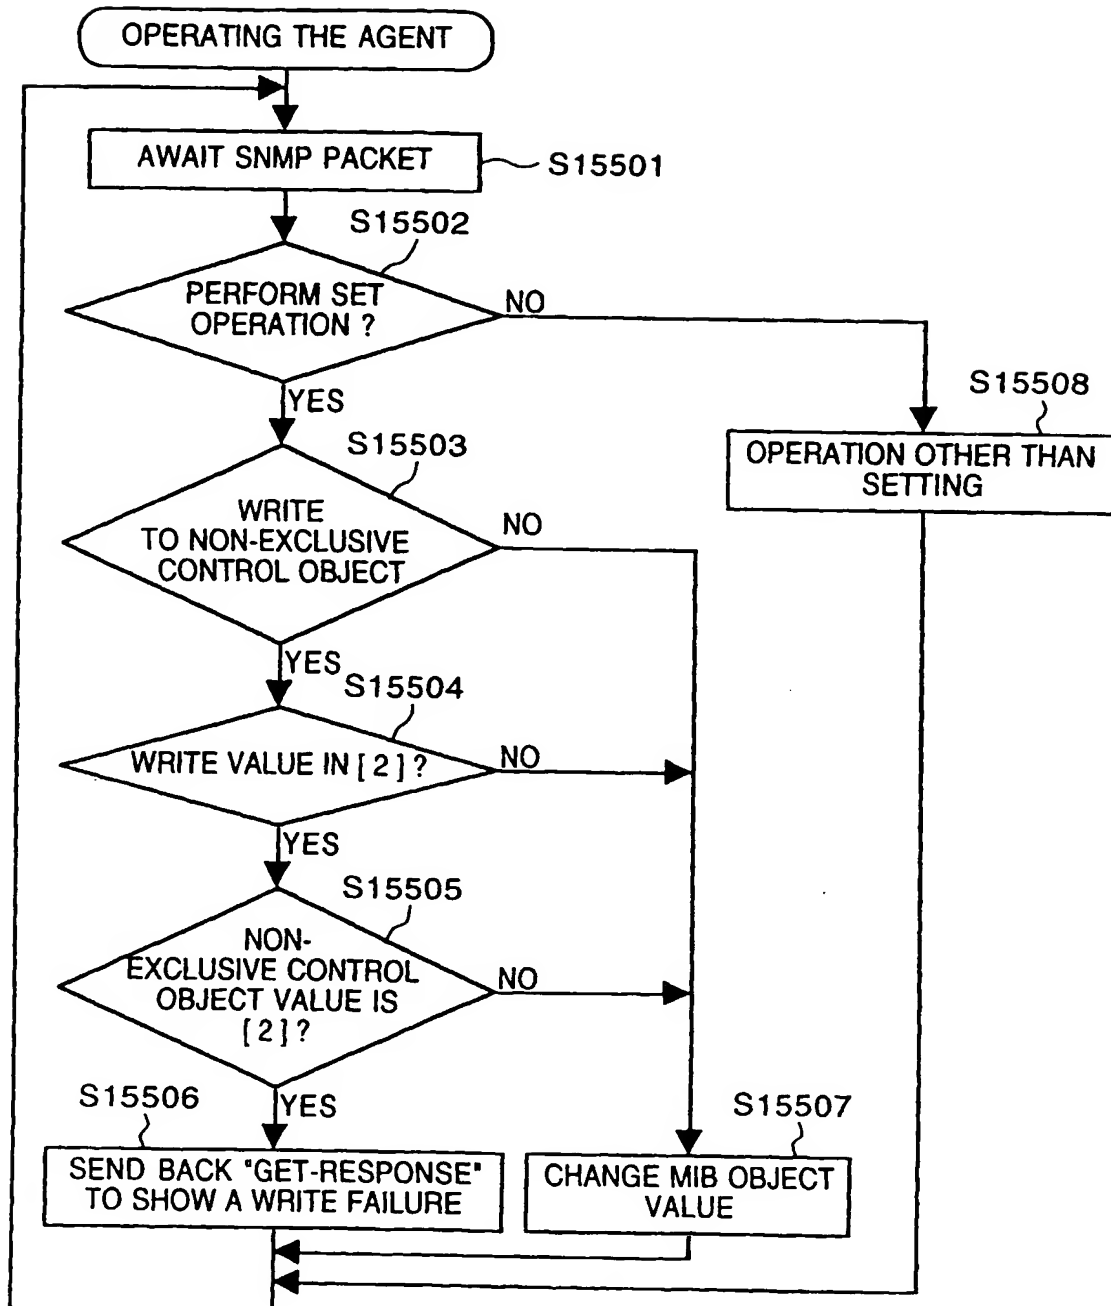 OPERATING THE AGENT
AWAIT SNMP PACKET
S15501
S15502
PERFORM SET
OPERATION ?
NO
YES
S15508
OPERATION OTHER THAN
SETTING
S15503
WRITE
TO NON-EXCLUSIVE
CONTROL OBJECT
NO
YES
S15504
WRITE VALUE IN [ 2 ] ?
NO
YES
S15505
NON-
EXCLUSIVE CONTROL
OBJECT VALUE IS
[ 2 ] ?
NO
YES
S15506
SEND BACK "GET-RESPONSE"
TO SHOW A WRITE FAILURE
S15507
CHANGE MIB OBJECT
VALUE